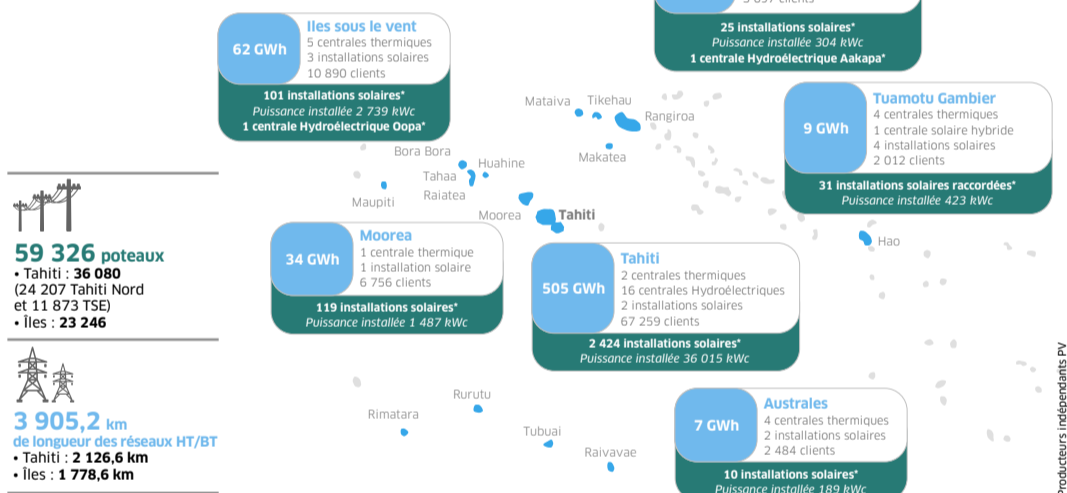 25 installations solaires*
Puissance installée 304 kWc
1 centrale Hydroélectrique Aakapa*
62 GWh
Iles sous le vent
5 centrales thermiques
3 installations solaires
10 890 clients
101 installations solaires*
Puissance installée 2 739 kWc
1 centrale Hydroélectrique Oopa*
Mataiva
Tikehau
Rangiroa
Makatea
9 GWh
Tuamotu Gambier
4 centrales thermiques
1 centrale solaire hybride
4 installations solaires
2 012 clients
31 installations solaires raccordées*
Puissance installée 423 kWc
Bora Bora
Huahine
Tahaa
Raiatea
Maupiti
Moorea
Tahiti
Hao
59 326 poteaux
• Tahiti : 36 080
(24 207 Tahiti Nord
et 11 873 TSE)
• Îles : 23 246
34 GWh
Moorea
1 centrale thermique
1 installation solaire
6 756 clients
119 installations solaires*
Puissance installée 1 487 kWc
505 GWh
Tahiti
2 centrales thermiques
16 centrales Hydroélectriques
2 installations solaires
67 259 clients
2 424 installations solaires*
Puissance installée 36 015 kWc
3 905,2 km
de longueur des réseaux HT/BT
• Tahiti : 2 126,6 km
• Îles : 1 778,6 km
Rurutu
Rimatara
Tubuai
Raivavae
7 GWh
Australes
4 centrales thermiques
2 installations solaires
2 484 clients
10 installations solaires*
Puissance installée 189 kWc
Producteurs indépendants PV